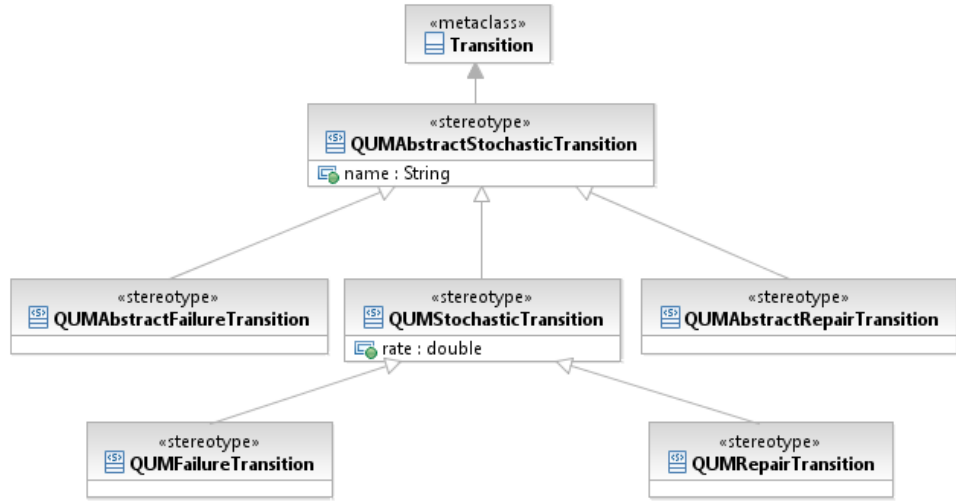 «metaclass»
Transition
«stereotype»
QUMAbstractStochasticTransition
name : String
«stereotype»
QUMAbstractFailureTransition
«stereotype»
QUMStochasticTransition
rate : double
«stereotype»
QUMAbstractRepairTransition
«stereotype»
QUMFailureTransition
«stereotype»
QUMRepairTransition